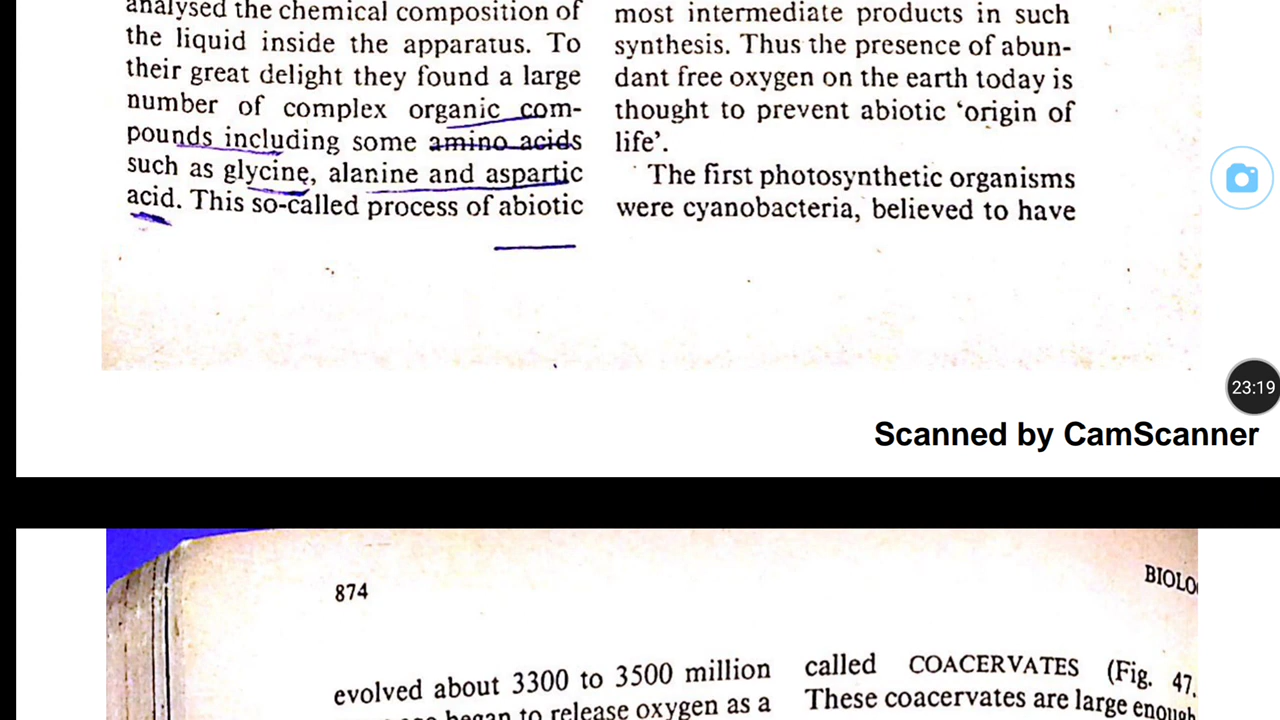 analysed the chemical composition of
the liquid inside the apparatus. To
their great delight they found a large
number of complex organic com-
pounds including some amino acids
such as glycine, alanine and aspartic
acid. This so-called process of abiotic
most intermediate products in such
synthesis. Thus the presence of abun-
dant free oxygen on the earth today is
thought to prevent abiotic ‘origin of
life’.
The first photosynthetic organisms
were cyanobacteria, believed to have
23:19
Scanned by CamScanner
874
BIOLO
evolved about 3300 to 3500 million
began to release oxygen as a
called COACERVATES (Fig. 47.
These coacervates are large enough